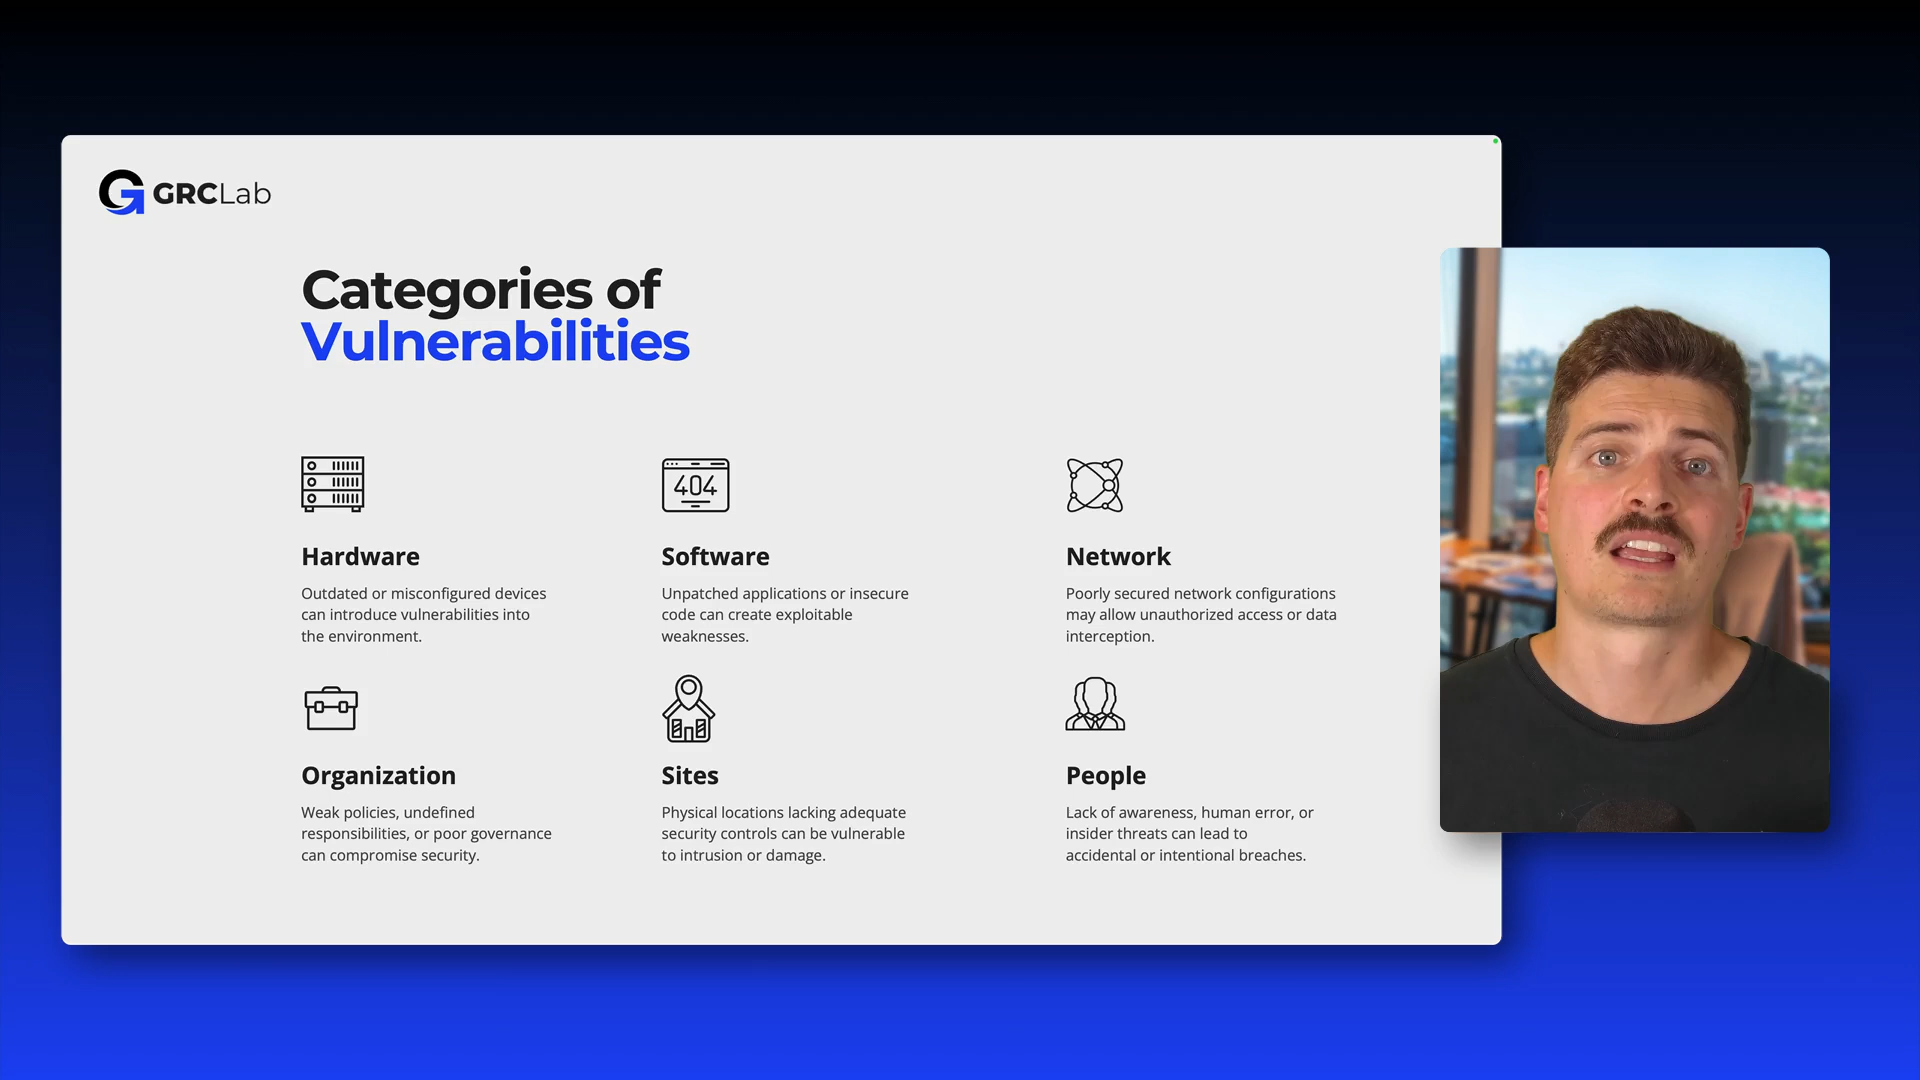 GRCLab
Categories of
Vulnerabilities
404
Hardware
Outdated or misconfigured devices
can introduce vulnerabilities into
the environment.
Software
Unpatched applications or insecure
code can create exploitable
weaknesses.
Network
Poorly secured network configurations
may allow unauthorized access or data
interception.
Organization
Weak policies, undefined
responsibilities, or poor governance
can compromise security.
Sites
Physical locations lacking adequate
security controls can be vulnerable
to intrusion or damage.
People
Lack of awareness, human error, or
insider threats can lead to
accidental or intentional breaches.